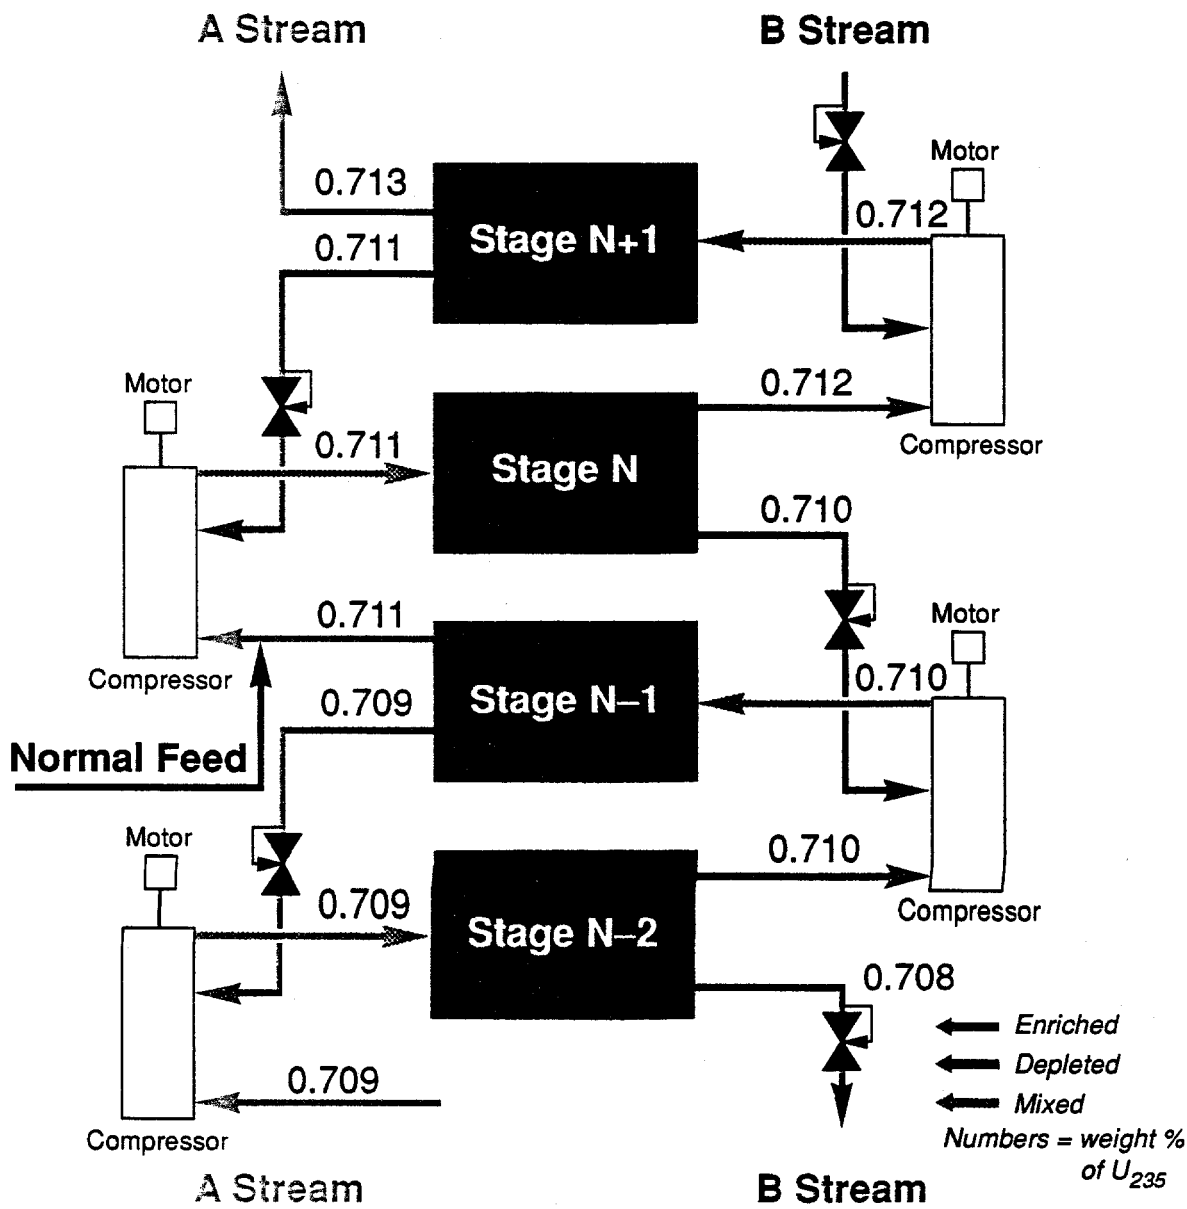 A Stream
B Stream
Motor
0.713
0.712
Stage N+1
0.711
Motor
0.712
0.711
Compressor
Stage N
0.710
0.711
Motor
Compressor
0.710
0.709
Stage N–1
Normal Feed
Motor
0.710
0.709
Compressor
Stage N–2
0.708
Enriched
Depleted
0.709
Mixed
Compressor
Numbers = weight %
of U235
A Stream
B Stream